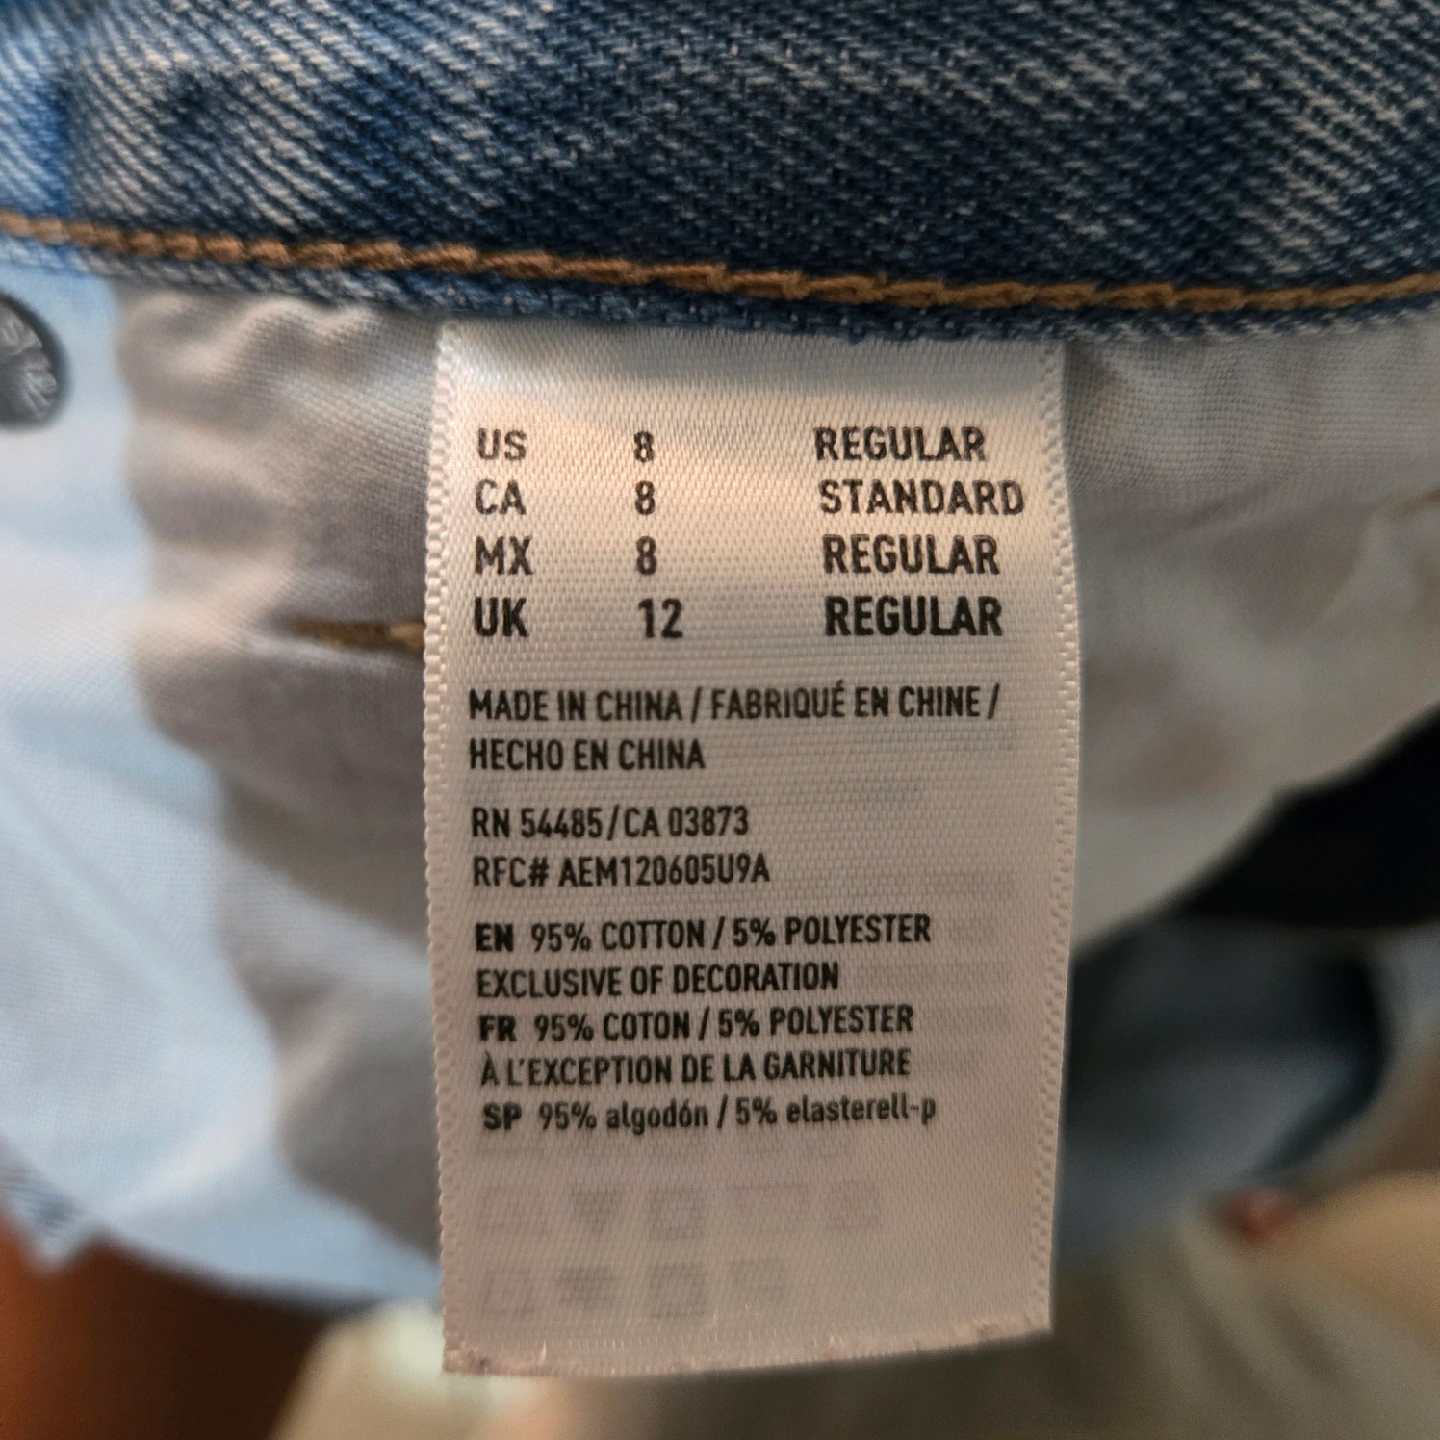 US 8 REGULAR
CA 8 STANDARD
MX 8 REGULAR
UK 12 REGULAR
MADE IN CHINA / FABRIQUÉ EN CHINE /
HECHO EN CHINA
RN 54485/CA 03873
RFC# AEM120605U9A
EN 95% COTTON / 5% POLYESTER
EXCLUSIVE OF DECORATION
FR 95% COTON / 5% POLYESTER
À L'EXCEPTION DE LA GARNITURE
SP 95% algodón / 5% elasterell-p